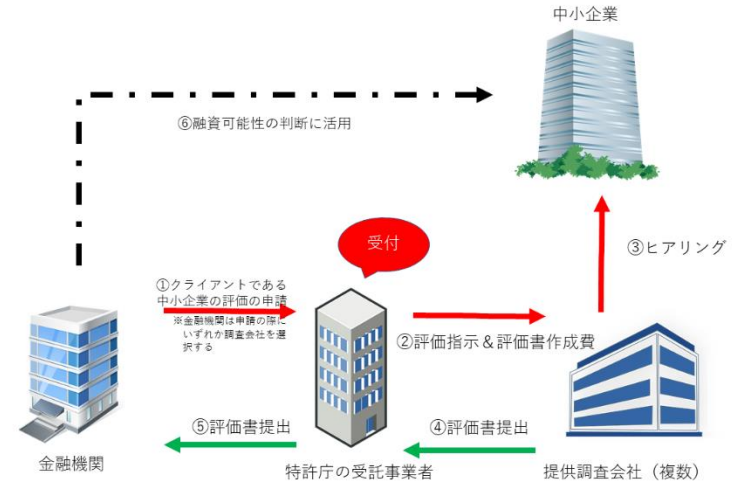 中小企業
⑥融資可能性の判断に活用
受付
③ヒアリング
①クライアントである
中小企業の評価の申請
※金融機関は申請の際に
いずれか調査会社を選
択する
②評価指示＆評価書作成費
⑤評価書提出
④評価書提出
金融機関
特許庁の受託事業者
提供調査会社（複数）